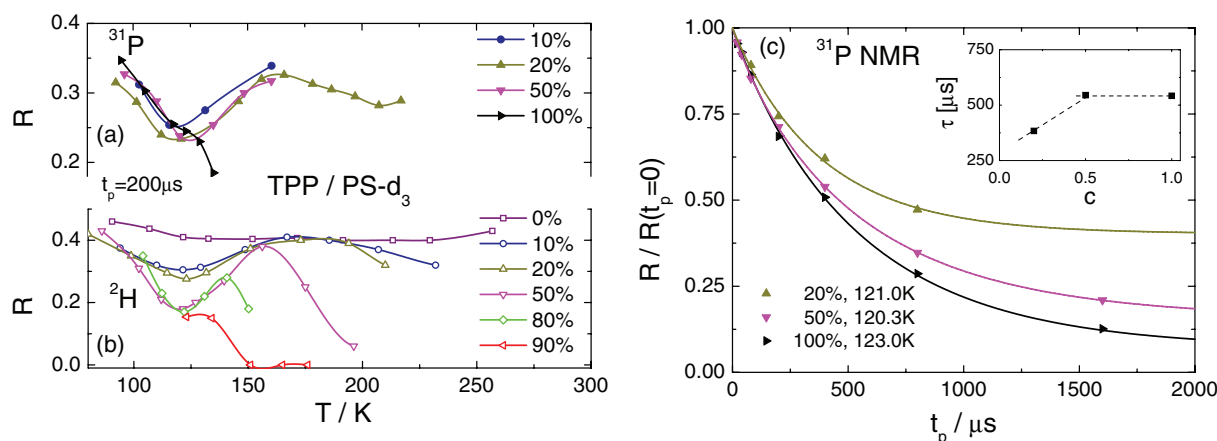 0.4
0.3
0.2
R
31P
(a)
tp=200μs
TPP / PS-d3
10%
20%
50%
100%
0.4
0.2
0.0
R
2H
(b)
0%
10%
20%
50%
80%
90%
100 150 200 250 300
T / K
1.00
0.75
0.50
0.25
0.00
R / R(tp=0)
(c) 31P NMR
20%, 121.0K
50%, 120.3K
100%, 123.0K
0 500 1000 1500 2000
tp / μs
750
500
250
τ [μs]
0.0 0.5 1.0
c